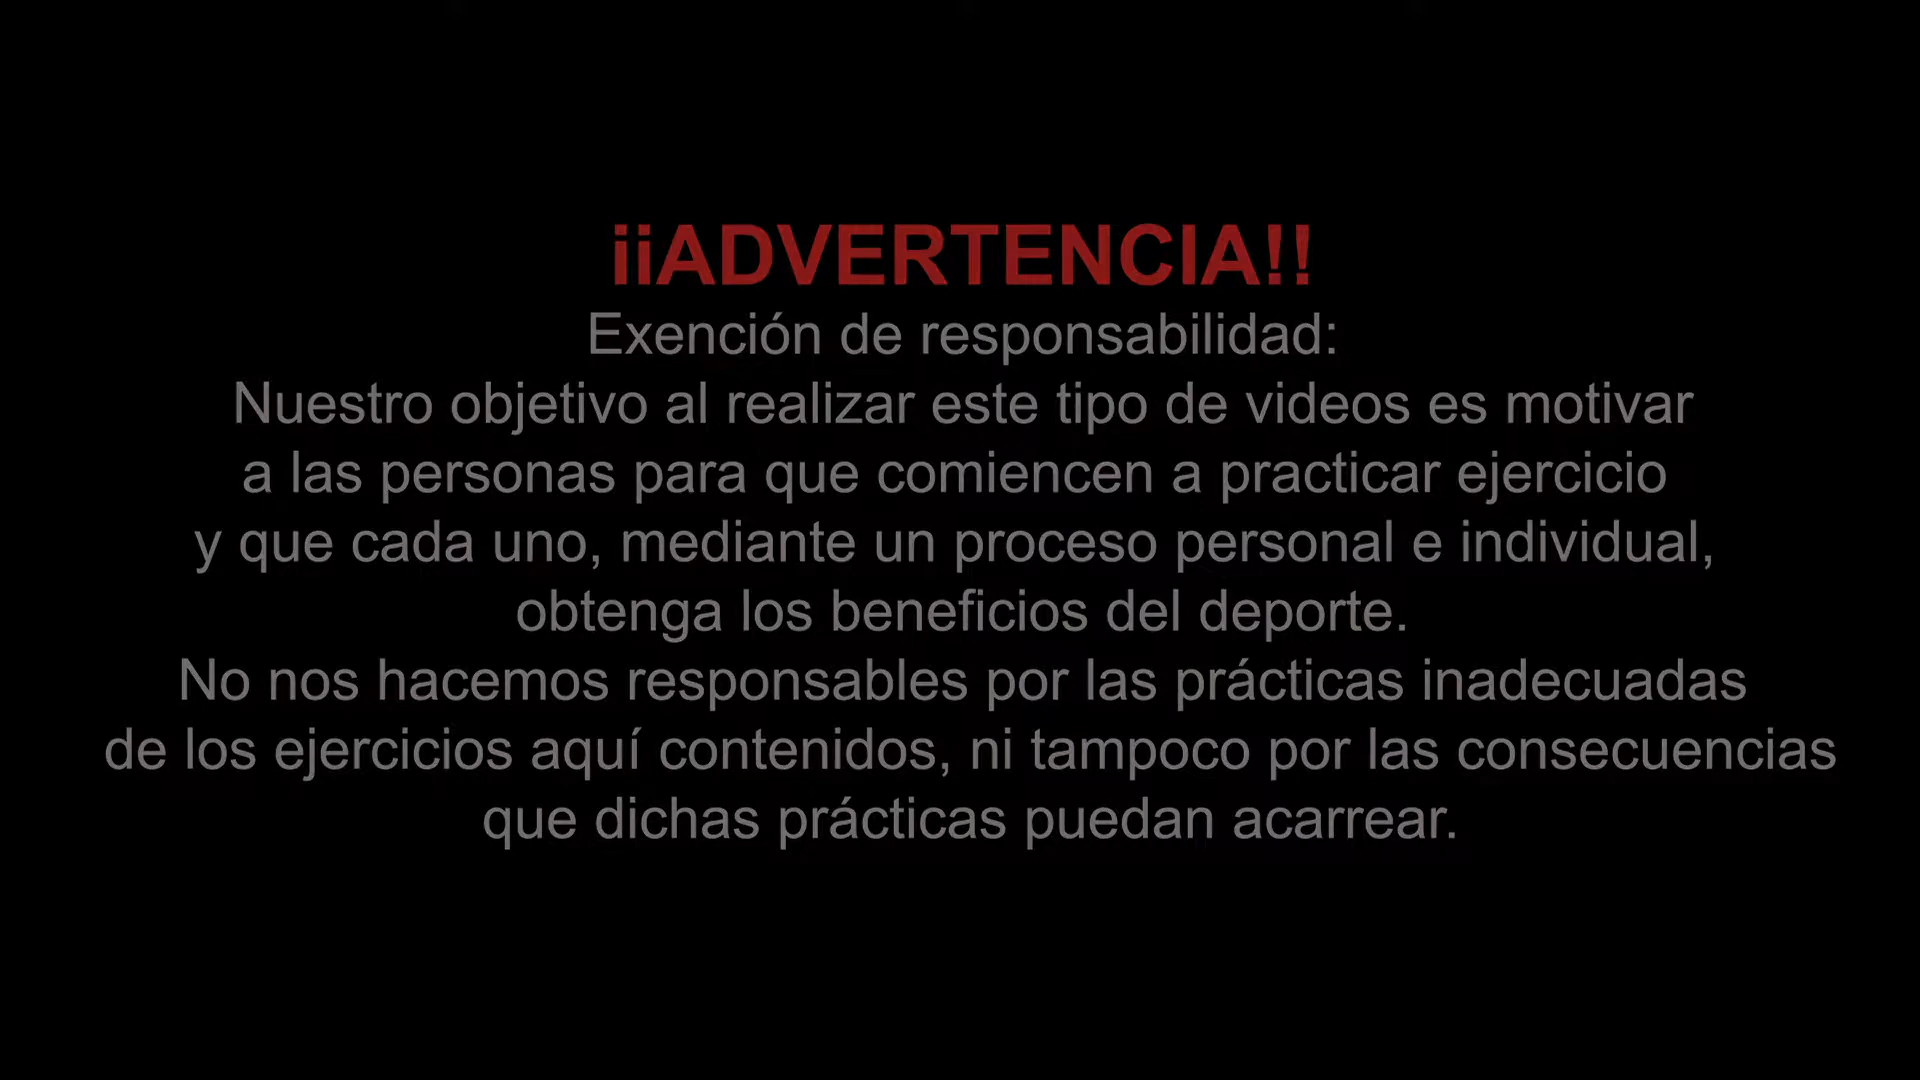 ¡¡ADVERTENCIA!!
Exención de responsabilidad:
Nuestro objetivo al realizar este tipo de videos es motivar
a las personas para que comiencen a practicar ejercicio
y que cada uno, mediante un proceso personal e individual,
obtenga los beneficios del deporte.
No nos hacemos responsables por las prácticas inadecuadas
de los ejercicios aquí contenidos, ni tampoco por las consecuencias
que dichas prácticas puedan acarrear.